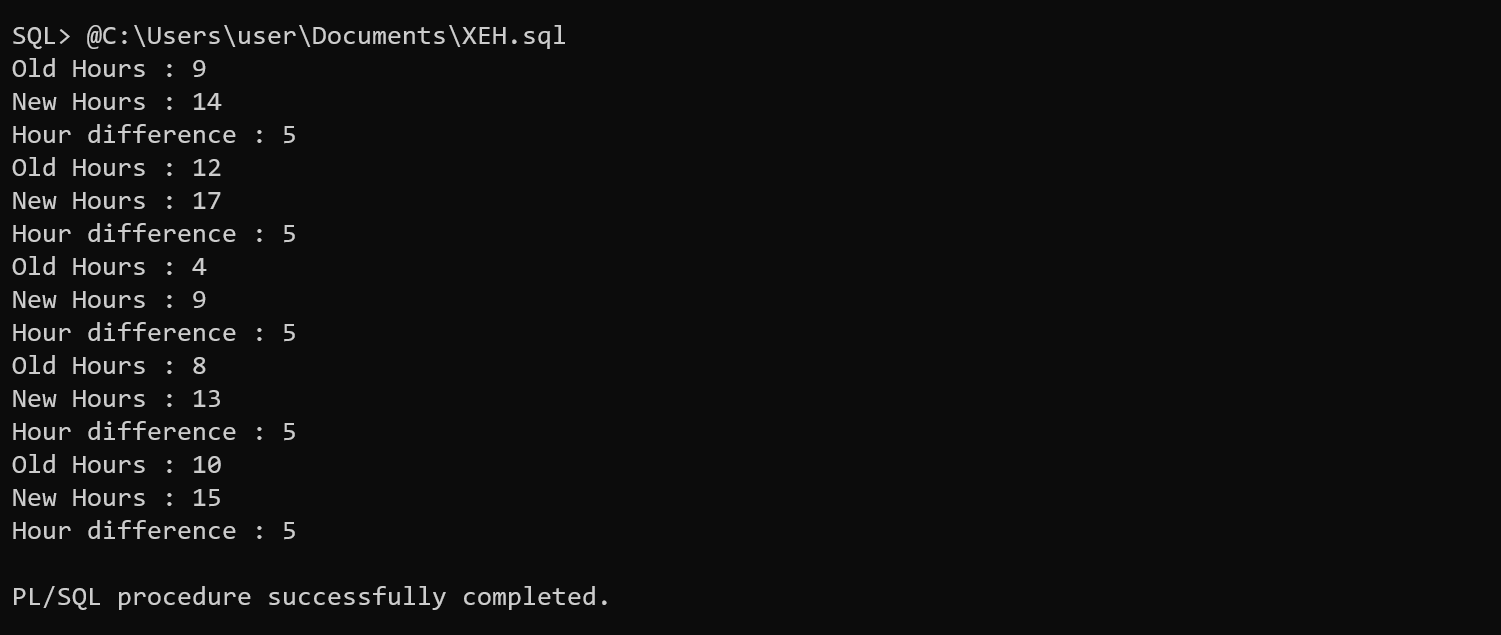 SQL> @C:\Users\user\Documents\XEH.sql
Old Hours : 9
New Hours : 14
Hour difference : 5
Old Hours : 12
New Hours : 17
Hour difference : 5
Old Hours : 4
New Hours : 9
Hour difference : 5
Old Hours : 8
New Hours : 13
Hour difference : 5
Old Hours : 10
New Hours : 15
Hour difference : 5
PL/SQL procedure successfully completed.